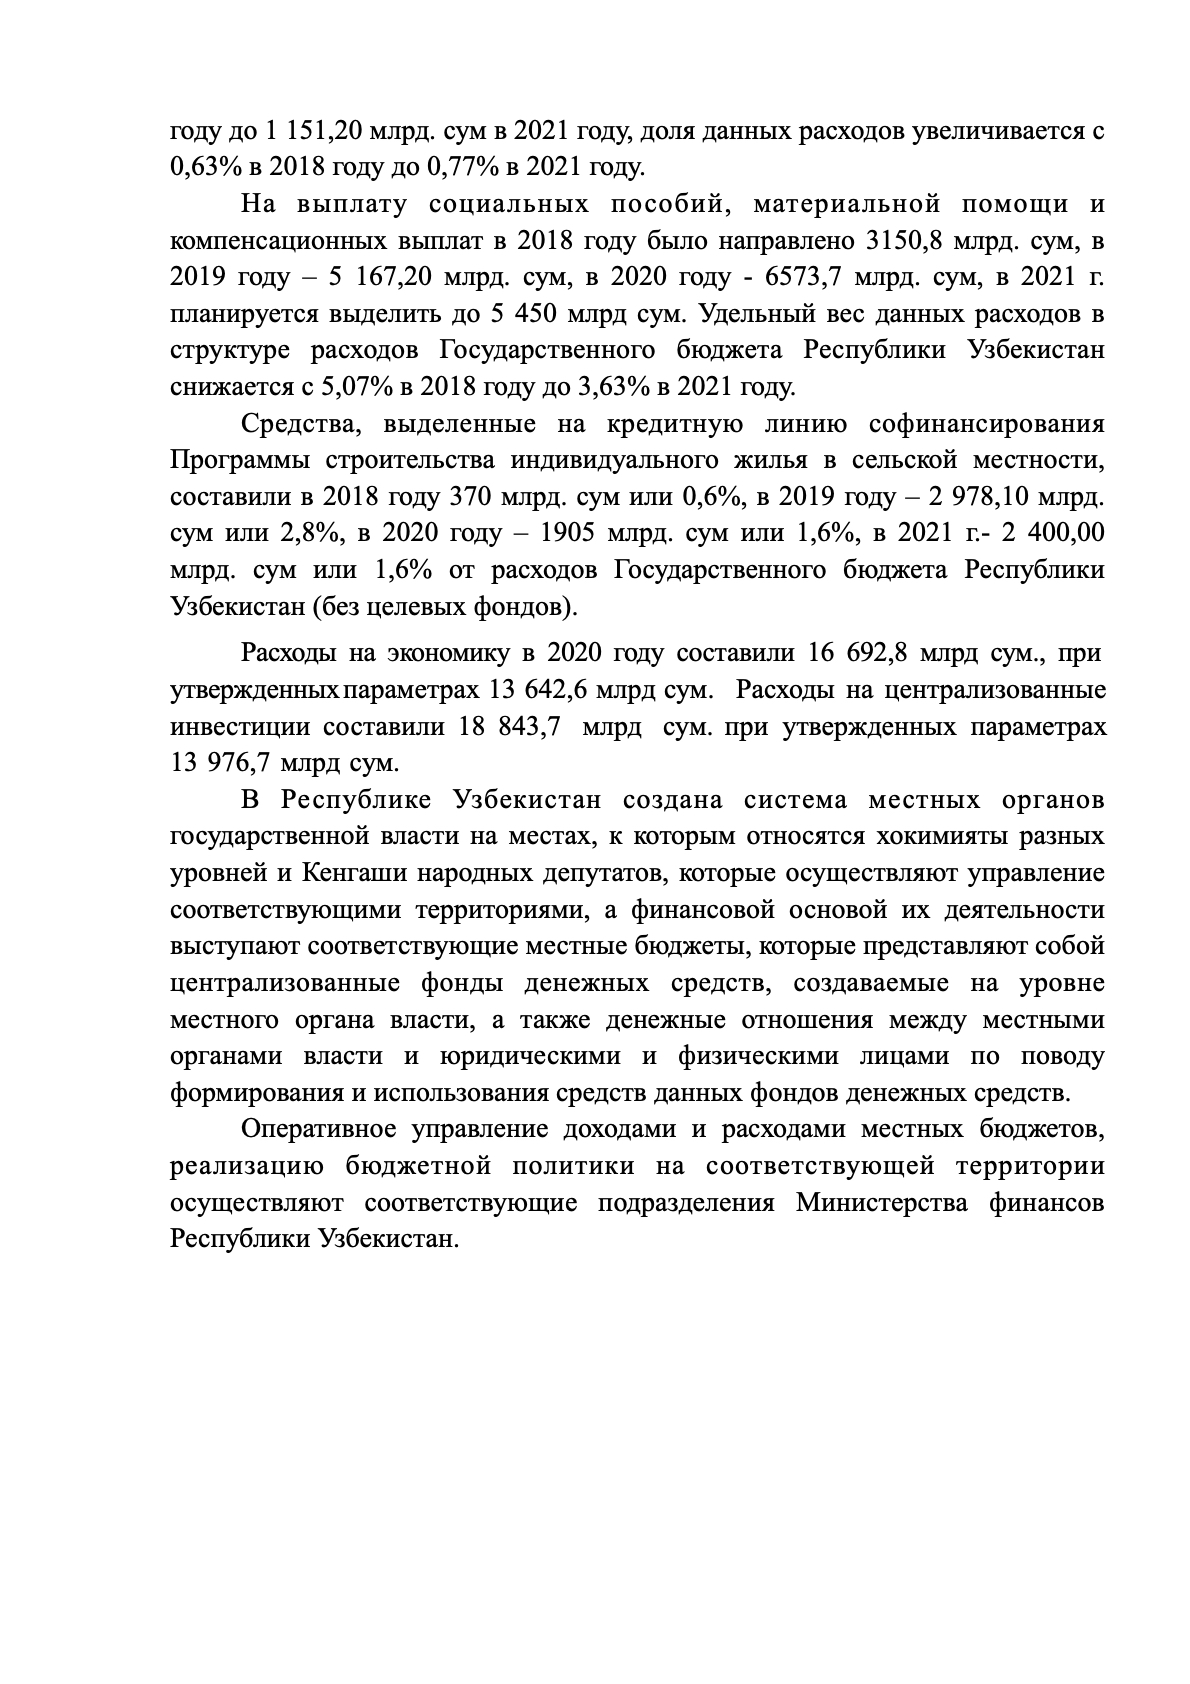 году до 1 151,20 млрд. сум в 2021 году, доля данных расходов увеличивается с
0,63% в 2018 году до 0,77% в 2021 году.
На выплату социальных пособий, материальной помощи и
компенсационных выплат в 2018 году было направлено 3150,8 млрд. сум, в
2019 году – 5 167,20 млрд. сум, в 2020 году - 6573,7 млрд. сум, в 2021 г.
планируется выделить до 5 450 млрд сум. Удельный вес данных расходов в
структуре расходов Государственного бюджета Республики Узбекистан
снижается с 5,07% в 2018 году до 3,63% в 2021 году.
Средства, выделенные на кредитную линию софинансирования
Программы строительства индивидуального жилья в сельской местности,
составили в 2018 году 370 млрд. сум или 0,6%, в 2019 году – 2 978,10 млрд.
сум или 2,8%, в 2020 году – 1905 млрд. сум или 1,6%, в 2021 г.- 2 400,00
млрд. сум или 1,6% от расходов Государственного бюджета Республики
Узбекистан (без целевых фондов).
Расходы на экономику в 2020 году составили 16 692,8 млрд сум., при
утвержденных параметрах 13 642,6 млрд сум. Расходы на централизованные
инвестиции составили 18 843,7 млрд сум. при утвержденных параметрах
13 976,7 млрд сум.
В Республике Узбекистан создана система местных органов
государственной власти на местах, к которым относятся хокимияты разных
уровней и Кенгаши народных депутатов, которые осуществляют управление
соответствующими территориями, а финансовой основой их деятельности
выступают соответствующие местные бюджеты, которые представляют собой
централизованные фонды денежных средств, создаваемые на уровне
местного органа власти, а также денежные отношения между местными
органами власти и юридическими и физическими лицами по поводу
формирования и использования средств данных фондов денежных средств.
Оперативное управление доходами и расходами местных бюджетов,
реализацию бюджетной политики на соответствующей территории
осуществляют соответствующие подразделения Министерства финансов
Республики Узбекистан.